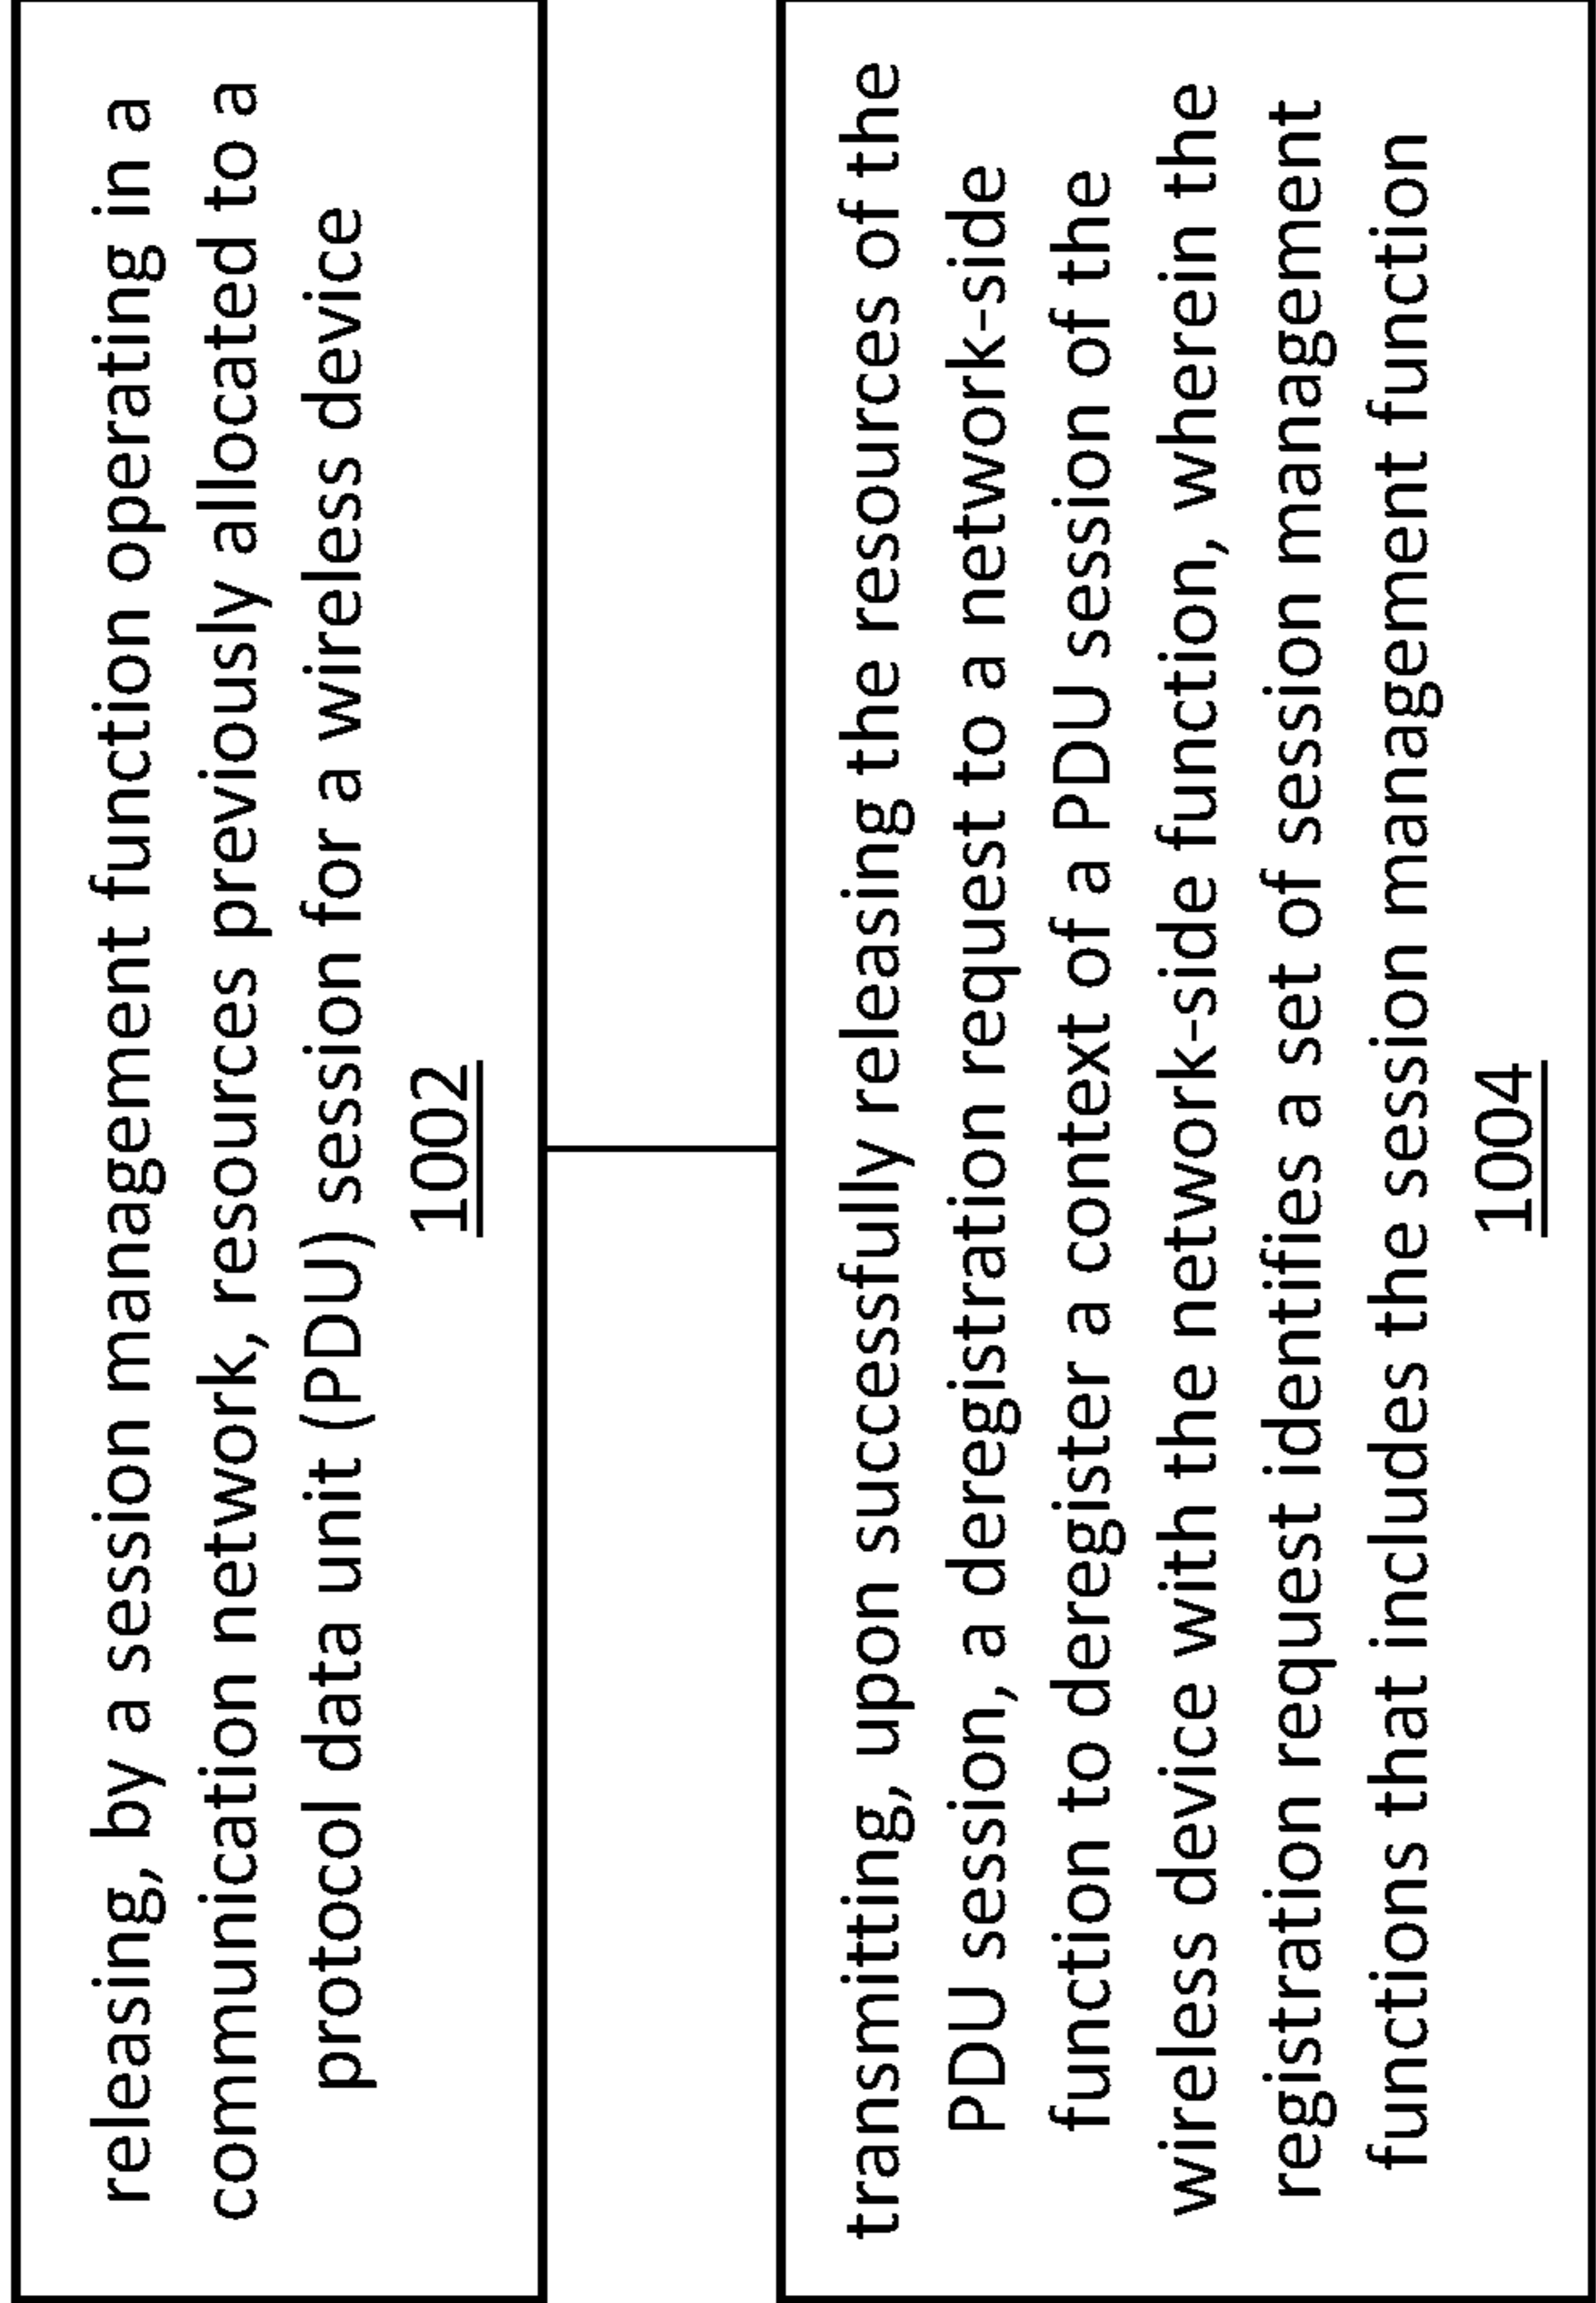 releasing, by a session management function operating in a
communication network, resources previously allocated to a
protocol data unit (PDU) session for a wireless device
1002
transmitting, upon successfully releasing the resources of the
PDU session, a deregistration request to a network-side
function to deregister a context of a PDU session of the
wireless device with the network-side function, wherein the
registration request identifies a set of session management
functions that includes the session management function
1004